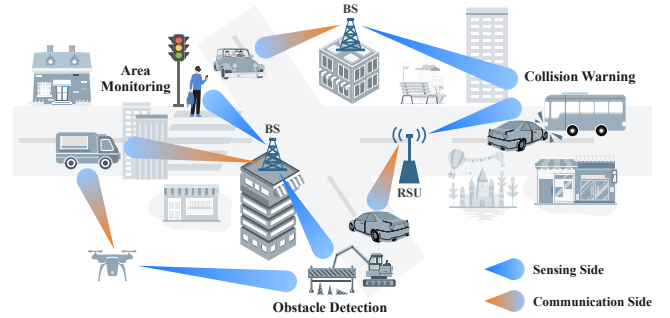 BS
Area
Monitoring
Collision Warning
BS
RSU
Sensing Side
Communication Side
Obstacle Detection